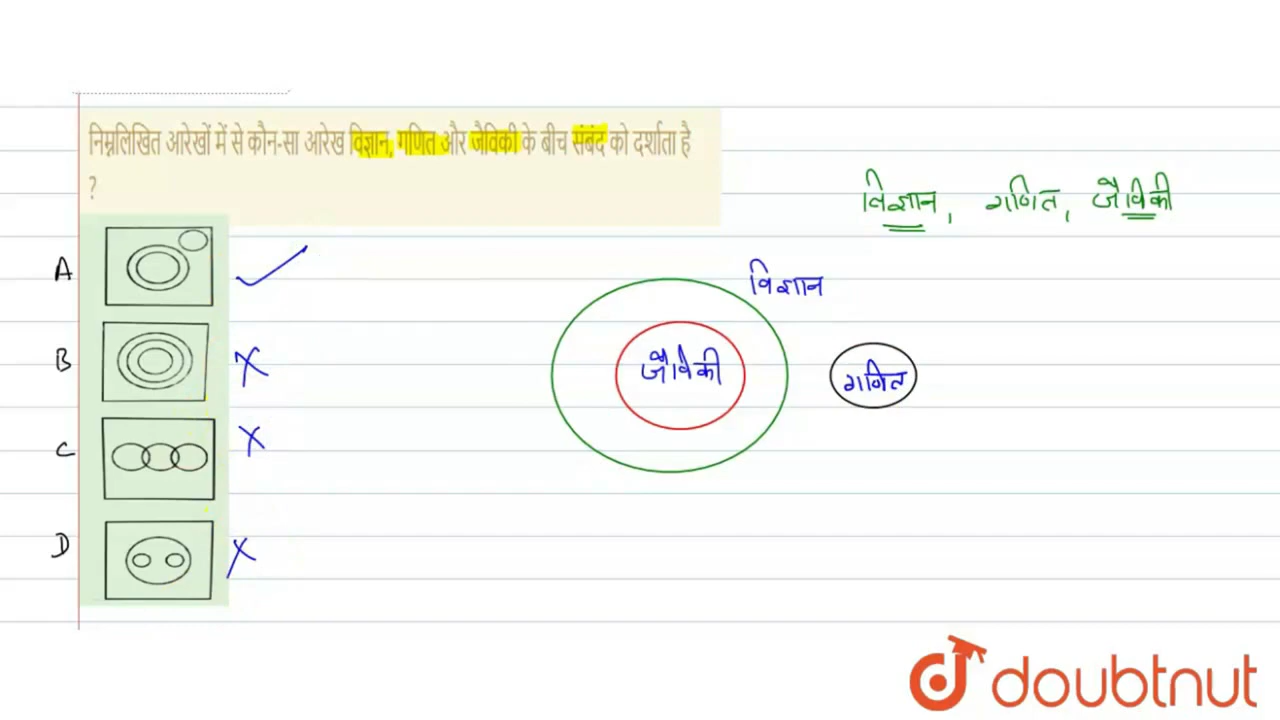 निम्नलिखित आरेखों में से कौन-सा आरेख विज्ञान, गणित और जैविकी के बीच संबंद को दर्शाता है
?
विज्ञान, गणित, जैविकी
A
विज्ञान
B
जैविकी
गणित
C
D
doubtnut